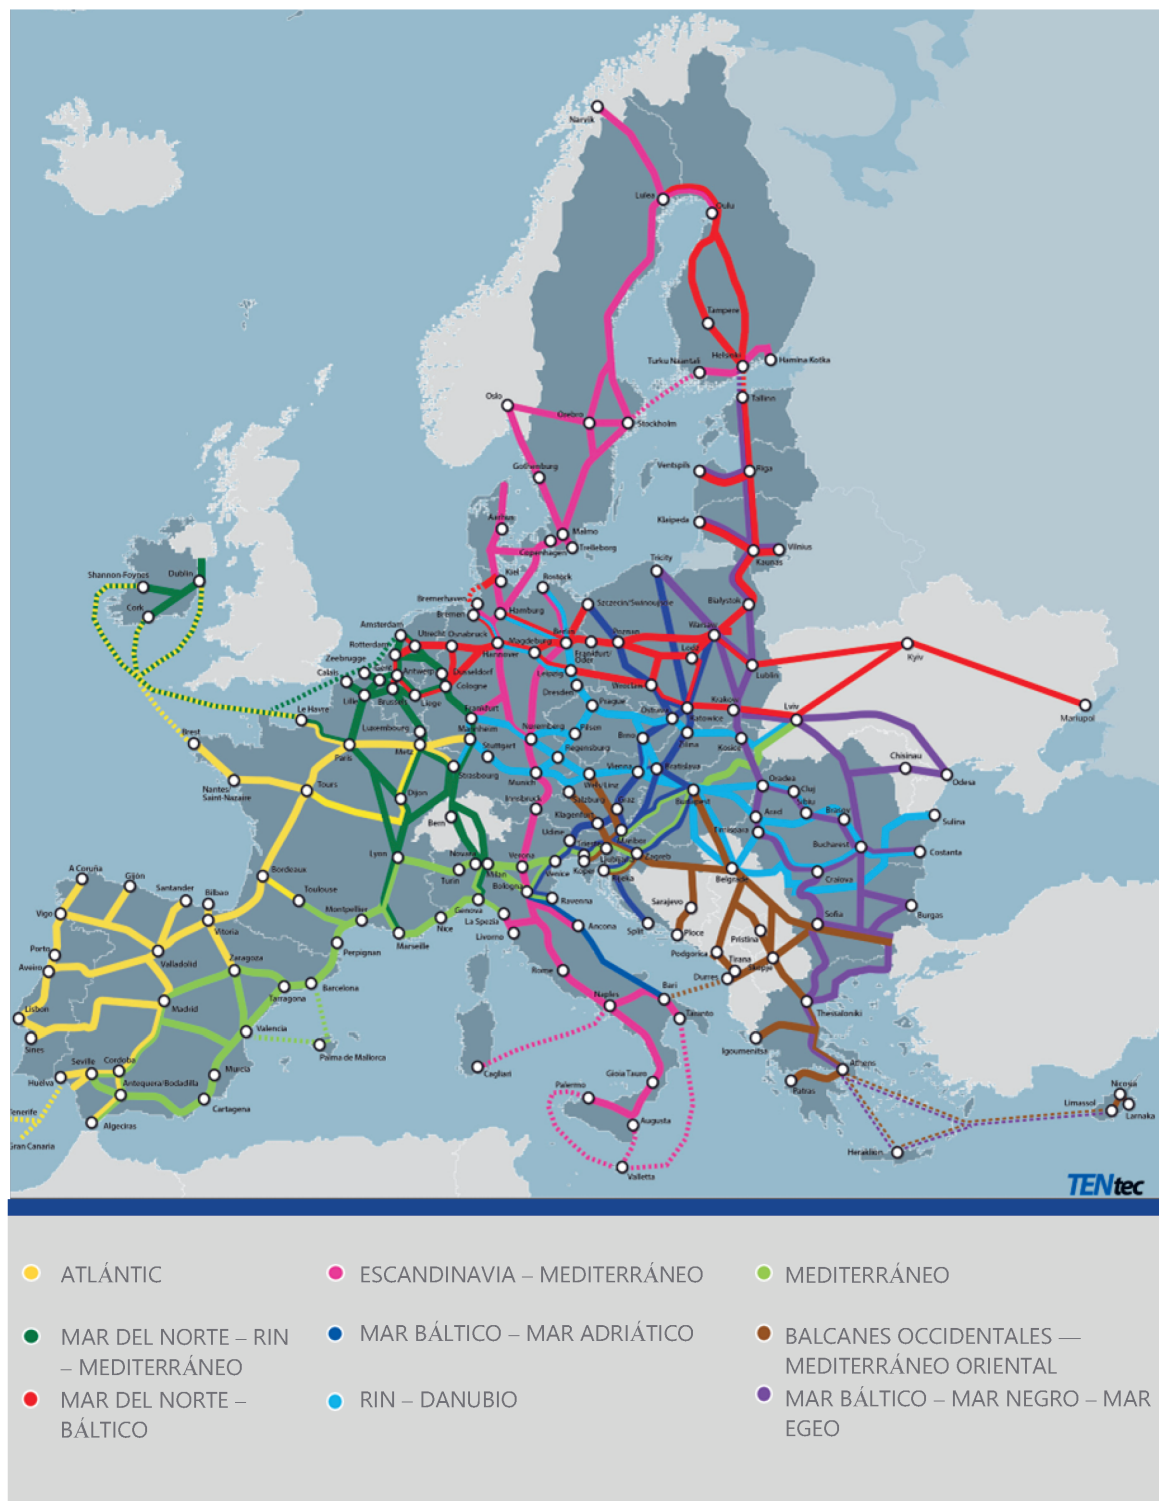 Narvik
Lulea
Oulu
Tampere
Helsinki
Hamina Kotka
Turku Naantali
Tallinn
Oslo
Orebro
Stockholm
Gothenburg
Ventspils
Riga
Klaipeda
Vilnius
Kaunas
Aarhus
Malmo
Copenhagen
Trelleborg
Tricity
Shannon-Foynes
Dublin
Cork
Kiel
Rostock
Bremerhaven
Bremen
Hamburg
Szczecin/Swinoujscie
Bialystok
Amsterdam
Rotterdam
Utrecht
Osnabruck
Hannover
Magdeburg
Berlin
Poznan
Warsaw
Zeebrugge
Calais
Gent
Antwerp
Dusseldorf
Cologne
Frankfurt/
Oder
Lodz
Leipzig
Dresden
Wroclaw
Lublin
Kyiv
Mariupol
Lille
Brussels
Liege
Le Havre
Luxembourg
Frankfurt
Mannheim
Prague
Ostrava
Katowice
Krakow
Lviv
Brest
Paris
Metz
Nuremberg
Pilsen
Stuttgart
Regensburg
Brno
Zilina
Kosice
Chisinau
Odesa
Strasbourg
Munich
Vienna
Bratislava
Nantes/
Saint-Nazaire
Tours
Dijon
Bern
Innsbruck
Wels/Linz
Salzburg
Graz
Klagenfurt
Budapest
Oradea
Cluj
Sibiu
Arad
Brasov
Timisoara
Sulina
Lyon
Novara
Milan
Turin
Verona
Udine
Trieste
Maribor
Ljubljana
Koper
Zagreb
Rijeka
Venice
Bucharest
Costanta
Belgrade
Craiova
A Coruña
Gijón
Santander
Bilbao
Bordeaux
Toulouse
Vigo
Vitoria
Montpellier
Marseille
Nice
Genova
La Spezia
Livorno
Bologna
Ravenna
Ancona
Split
Sarajevo
Ploce
Sofia
Burgas
Porto
Aveiro
Valladolid
Zaragoza
Perpignan
Barcelona
Tarragona
Pristina
Podgorica
Tirana
Skopje
Durres
Lisbon
Sines
Madrid
Valencia
Palma de Mallorca
Rome
Naples
Bari
Taranto
Thessaloniki
Igoumenitsa
Huelva
Seville
Cordoba
Antequera/Bodadilla
Murcia
Cartagena
Algeciras
Cagliari
Gioia Tauro
Palermo
Augusta
Valletta
Athens
Patras
Heraklion
Nicosia
Limassol
Larnaka
Tenerife
Gran Canaria
TENtec
ATLÁNTIC
ESCANDINAVIA – MEDITERRÁNEO
MEDITERRÁNEO
MAR DEL NORTE – RIN
– MEDITERRÁNEO
MAR BÁLTICO – MAR ADRIÁTICO
BALCANES OCCIDENTALES —
MEDITERRÁNEO ORIENTAL
MAR DEL NORTE –
BÁLTICO
RIN – DANUBIO
MAR BÁLTICO – MAR NEGRO – MAR
EGEO